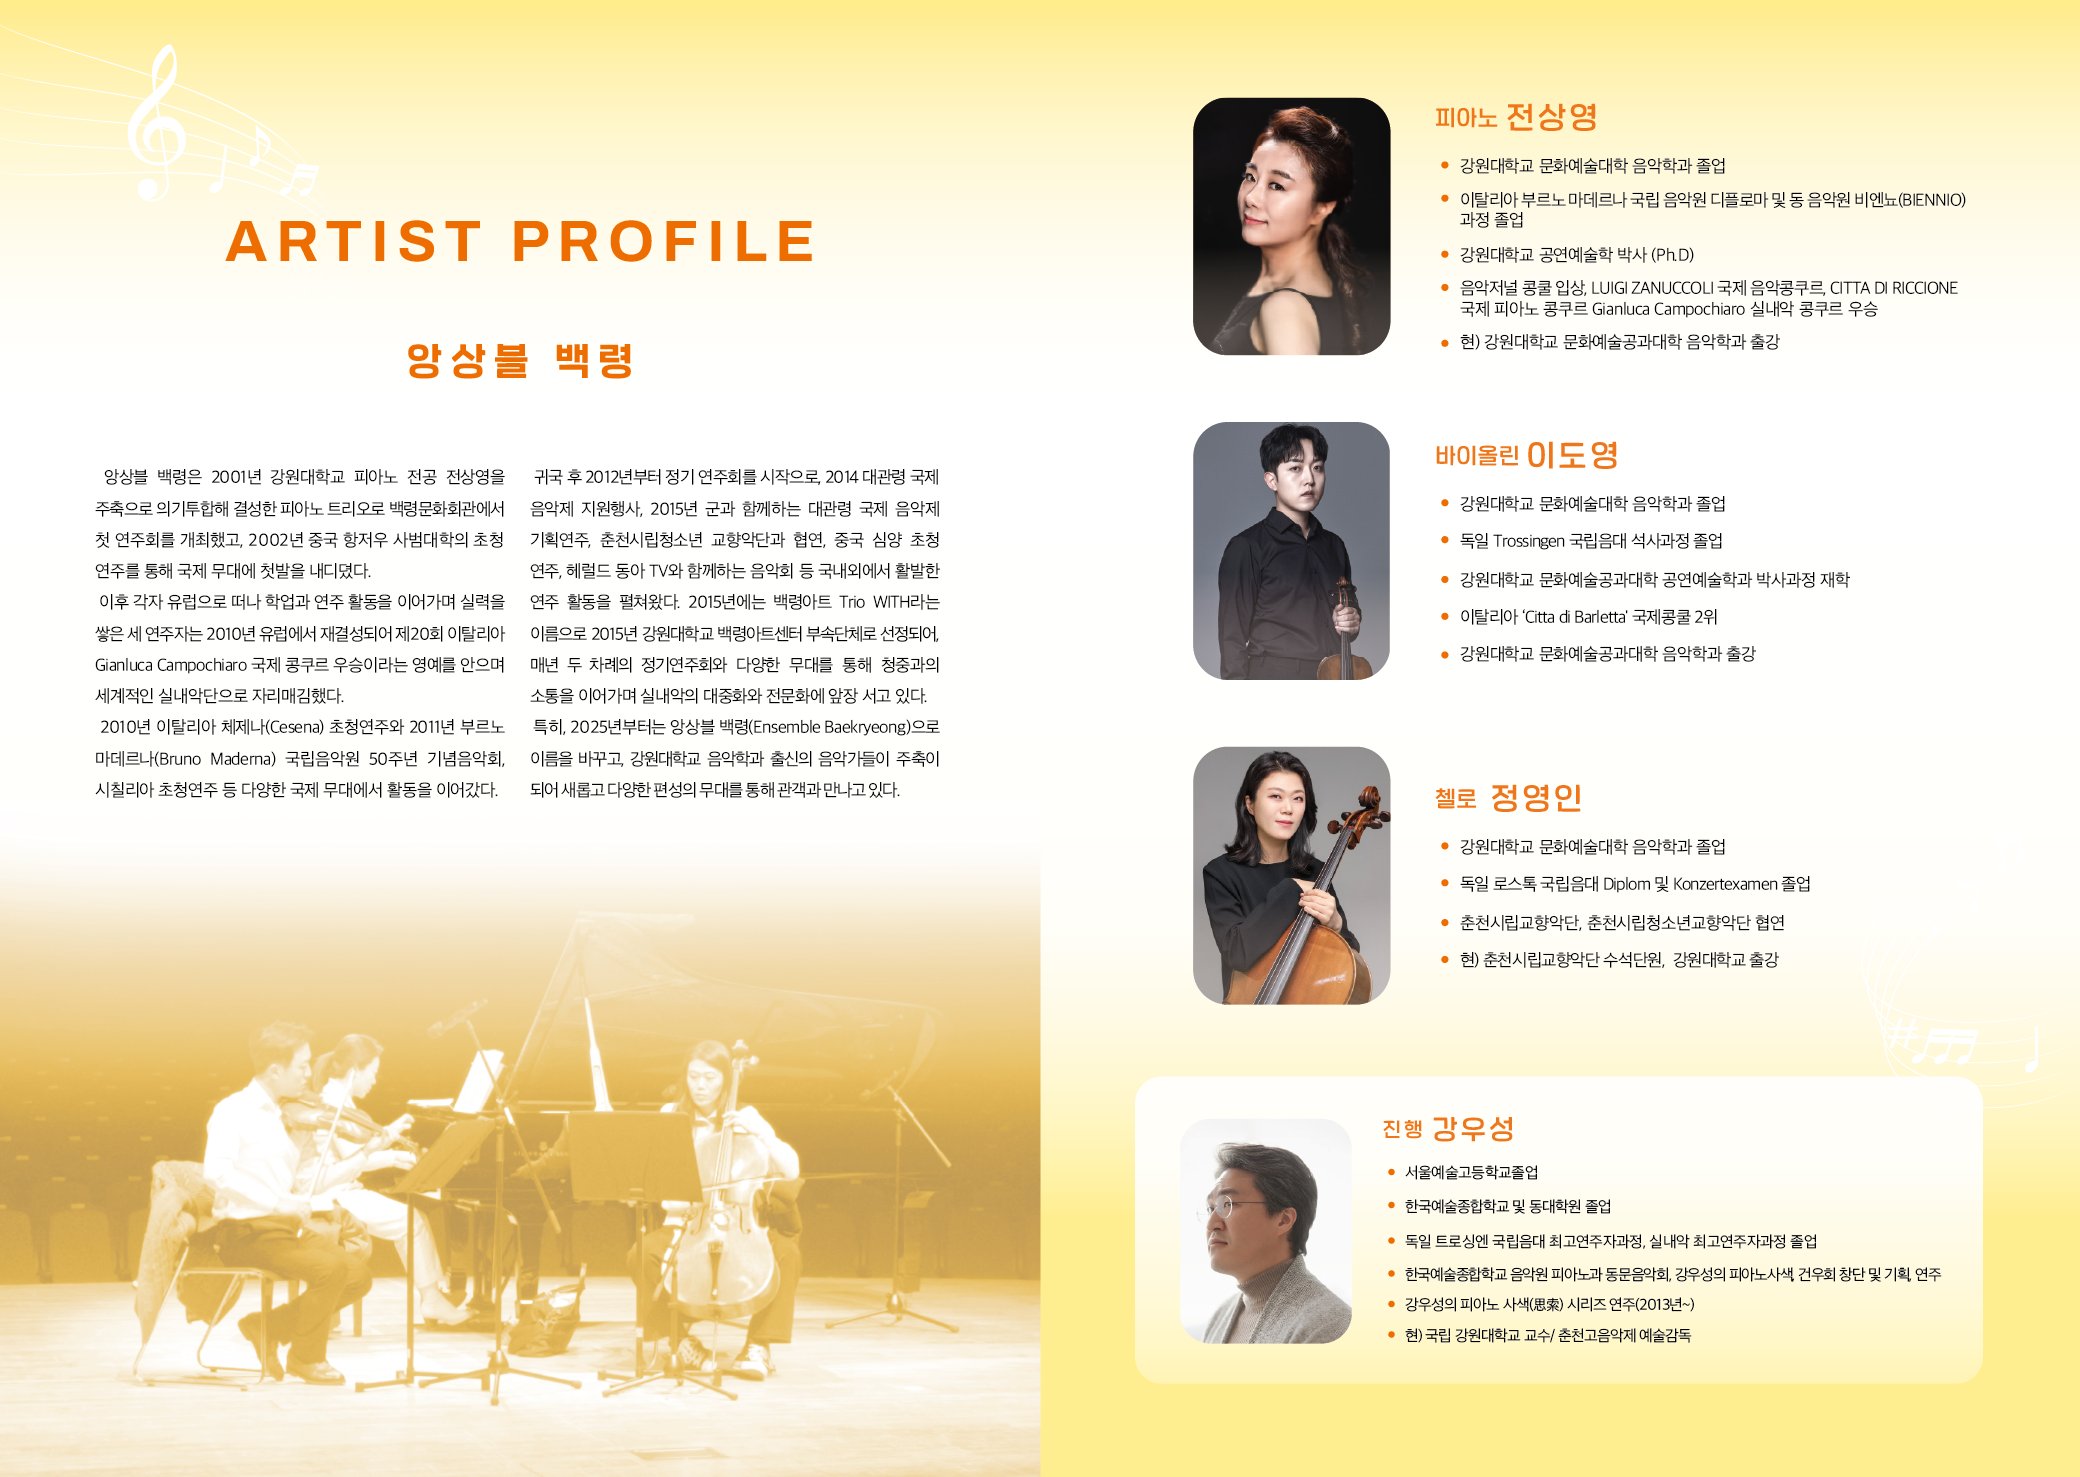 ARTIST PROFILE
앙상블 백령
앙상블 백령은 2001년 강원대학교 피아노 전공 전상영을
주축으로 의기투합해 결성한 피아노 트리오로 백령문화회관에서
첫 연주회를 개최했고, 2002년 중국 항저우 사범대학의 초청
연주를 통해 국제 무대에 첫발을 내디뎠다.
이후 각자 유럽으로 떠나 학업과 연주 활동을 이어가며 실력을
쌓은 세 연주자는 2010년 유럽에서 재결성되어 제20회 이탈리아
Gianluca Campochiaro 국제 콩쿠르 우승이라는 영예를 안으며
세계적인 실내악단으로 자리매김했다.
2010년 이탈리아 체제나(Cesena) 초청연주와 2011년 부르노
마데르나(Bruno Maderna) 국립음악원 50주년 기념음악회,
시칠리아 초청연주 등 다양한 국제 무대에서 활동을 이어갔다.
귀국 후 2012년부터 정기 연주회를 시작으로, 2014 대관령 국제
음악제 지원행사, 2015년 군과 함께하는 대관령 국제 음악제
기획연주, 춘천시립청소년 교향악단과 협연, 중국 심양 초청
연주, 헤럴드 동아 TV와 함께하는 음악회 등 국내외에서 활발한
연주 활동을 펼쳐왔다. 2015년에는 백령아트 Trio WITH라는
이름으로 2015년 강원대학교 백령아트센터 부속단체로 선정되어,
매년 두 차례의 정기연주회와 다양한 무대를 통해 청중과의
소통을 이어가며 실내악의 대중화와 전문화에 앞장 서고 있다.
특히, 2025년부터는 앙상블 백령(Ensemble Baekryeong)으로
이름을 바꾸고, 강원대학교 음악학과 출신의 음악가들이 주축이
되어 새롭고 다양한 편성의 무대를 통해 관객과 만나고 있다.
피아노 전상영
• 강원대학교 문화예술대학 음악학과 졸업
• 이탈리아 부르노 마데르나 국립 음악원 디플로마 및 동 음악원 비엔뇨(BIENNIO)
과정 졸업
• 강원대학교 공연예술학 박사 (Ph.D)
• 음악저널 콩쿨 입상, LUIGI ZANUCCOLI 국제 음악콩쿠르, CITTA DI RICCIONE
국제 피아노 콩쿠르 Gianluca Campochiaro 실내악 콩쿠르 우승
• 현) 강원대학교 문화예술공과대학 음악학과 출강
바이올린 이도영
• 강원대학교 문화예술대학 음악학과 졸업
• 독일 Trossingen 국립음대 석사과정 졸업
• 강원대학교 문화예술공과대학 공연예술학과 박사과정 재학
• 이탈리아 ‘Citta di Barletta’ 국제콩쿨 2위
• 강원대학교 문화예술공과대학 음악학과 출강
첼로 정영인
• 강원대학교 문화예술대학 음악학과 졸업
• 독일 로스톡 국립음대 Diplom 및 Konzertexamen 졸업
• 춘천시립교향악단, 춘천시립청소년교향악단 협연
• 현) 춘천시립교향악단 수석단원, 강원대학교 출강
진행 강우성
• 서울예술고등학교졸업
• 한국예술종합학교 및 동대학원 졸업
• 독일 트로싱엔 국립음대 최고연주자과정, 실내악 최고연주자과정 졸업
• 한국예술종합학교 음악원 피아노과 동문음악회, 강우성의 피아노사색, 건우회 창단 및 기획, 연주
• 강우성의 피아노 사색(思索) 시리즈 연주(2013년~)
• 현) 국립 강원대학교 교수/ 춘천고음악제 예술감독